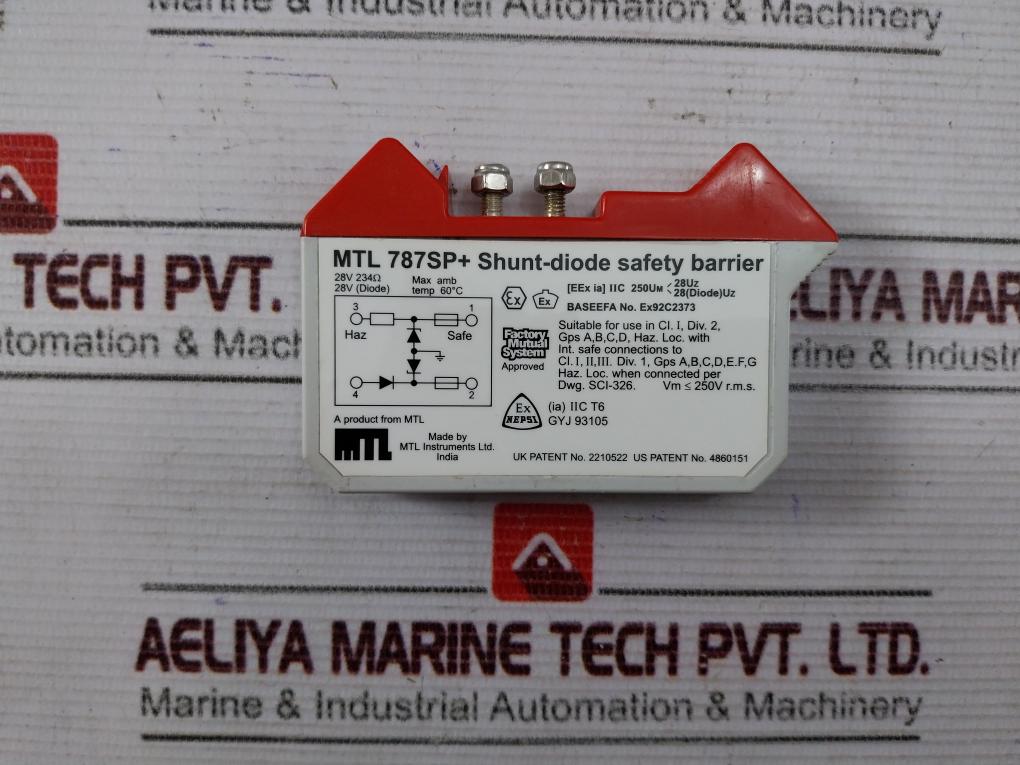 Marine & Industrial Automation & Machinery
TECH PVT.
Automation & Mach
AELIYA MAR
rine & Industr
MTL 787SP+ Shunt-diode safety barrier
28V 234Ω
28V (Diode)
Max amb
temp 60°C
3
1
Haz
Safe
4
2
A product from MTL
MTL
Made by
MTL Instruments Ltd.
India
Ex
Ex
[EEx ia] IIC 250UM < 28Uz
28(Diode)Uz
BASEEFA No. Ex92C2373
Factory
Mutual
System
Approved
Suitable for use in Cl. I, Div. 2,
Gps A,B,C,D, Haz. Loc. with
Int. safe connections to
Cl. I,II,III. Div. 1, Gps A,B,C,D,E,F,G
Haz. Loc. when connected per
Dwg. SCI-326. Vm ≤ 250V r.m.s.
Ex
NEPSI
(ia) IIC T6
GYJ 93105
UK PATENT No. 2210522 US PATENT No. 4860151
AELIYA MARINE TECH PVT. LTD.
Marine & Industrial Automation & Machinery